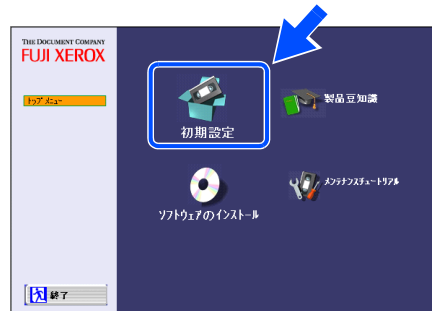 THE DOCUMENT COMPANY
FUJI XEROX
トップメニュー
初期設定
製品豆知識
ソフトウェアのインストール
メンテナンスチュートリアル
終了